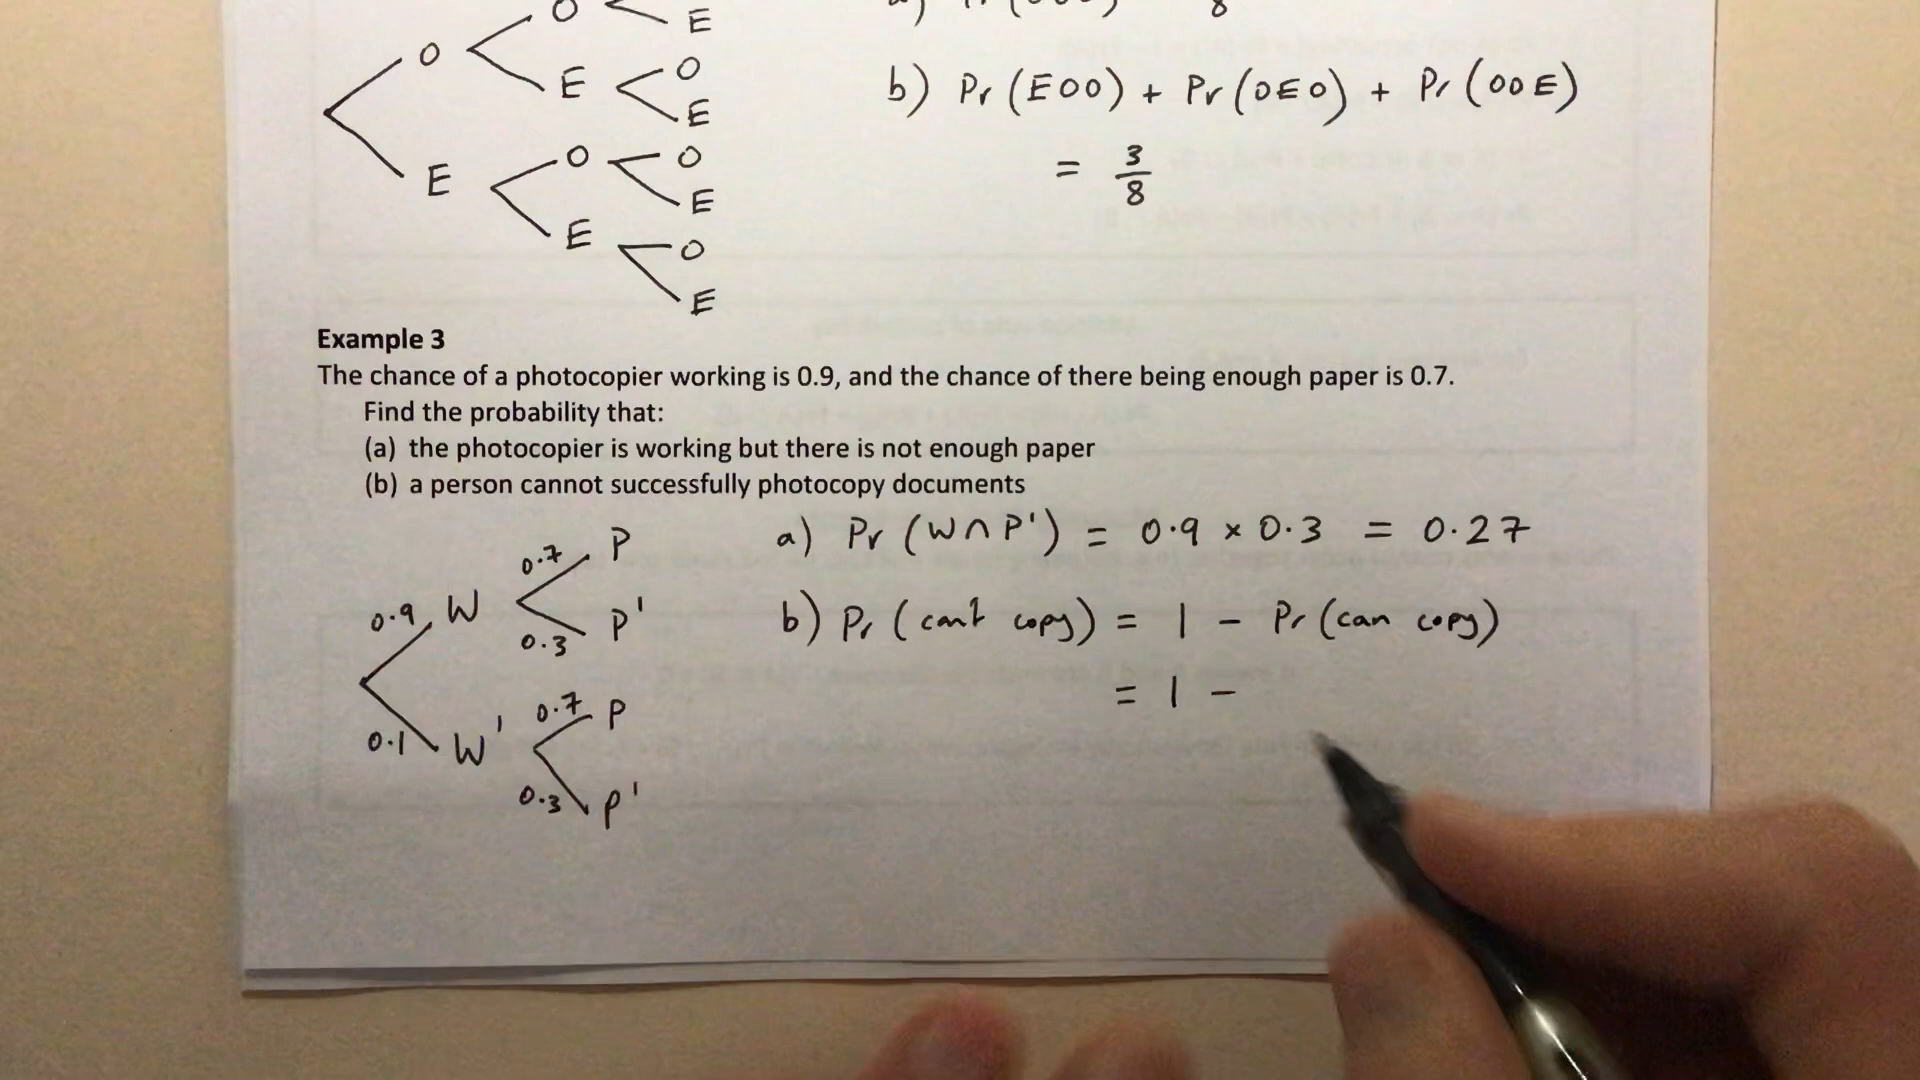 O
E
O
E
O
E
O
E
E
O
O
E
E
O
E
8
b) Pr (EOO) + Pr (OEO) + Pr (OOE)
= 3/8
Example 3
The chance of a photocopier working is 0.9, and the chance of there being enough paper is 0.7.
Find the probability that:
(a) the photocopier is working but there is not enough paper
(b) a person cannot successfully photocopy documents
0.9 W 0.7 P
0.3 P'
0.1 W' 0.7 P
0.3 P'
a) Pr (W∩P') = 0.9 × 0.3 = 0.27
b) Pr (can't copy) = 1 - Pr (can copy)
= 1 -